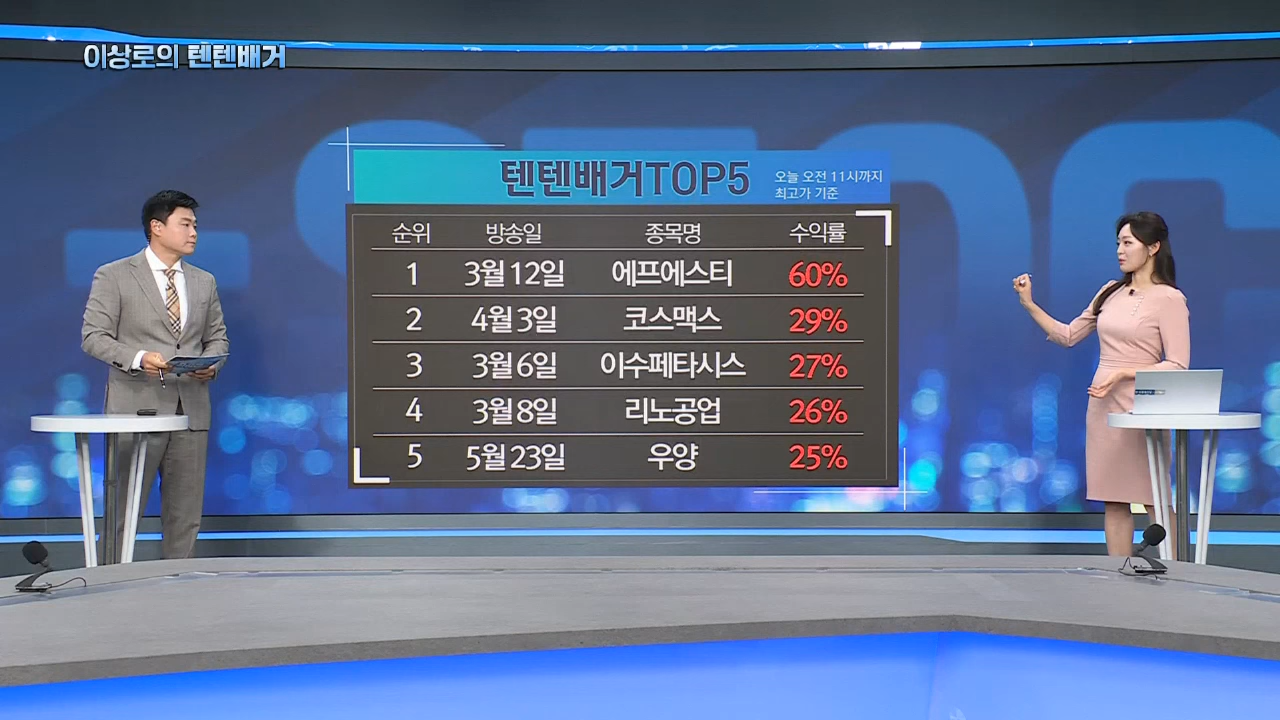 이상로의 텐텐배거
텐텐배거TOP5
오늘 오전 11시까지
최고가 기준
순위 방송일 종목명 수익률
1 3월 12일 에프에스티 60%
2 4월 3일 코스맥스 29%
3 3월 6일 이수페타시스 27%
4 3월 8일 리노공업 26%
5 5월 23일 우양 25%